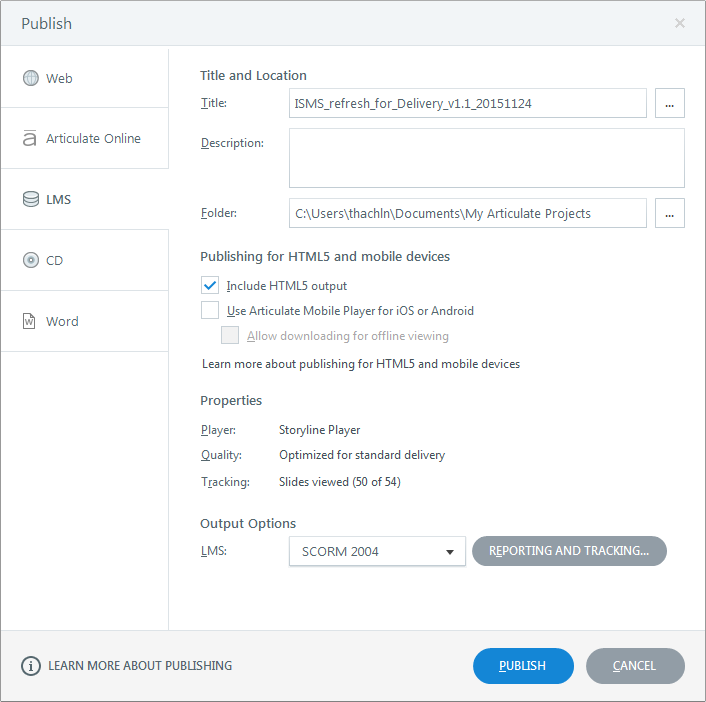 Publish
Web
Articulate Online
LMS
CD
Word
Title and Location
Title: ISMS_refresh_for_Delivery_v1.1_20151124 ...
Description:
Folder: C:\Users\thachln\Documents\My Articulate Projects ...
Publishing for HTML5 and mobile devices
Include HTML5 output
Use Articulate Mobile Player for iOS or Android
Allow downloading for offline viewing
Learn more about publishing for HTML5 and mobile devices
Properties
Player: Storyline Player
Quality: Optimized for standard delivery
Tracking: Slides viewed (50 of 54)
Output Options
LMS: SCORM 2004 REPORTING AND TRACKING...
LEARN MORE ABOUT PUBLISHING PUBLISH CANCEL